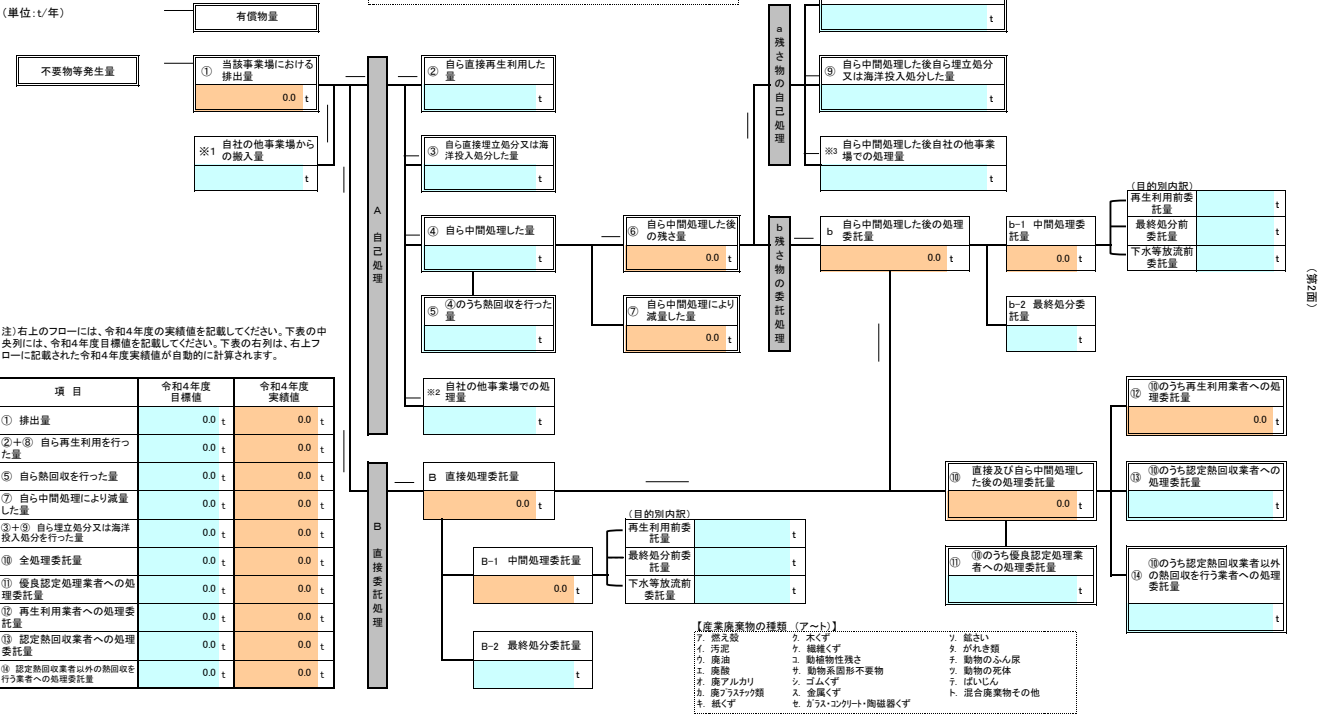 (単位:t/年)
有償物量
不要物等発生量
① 当該事業場における
排出量
0.0 t
※1 自社の他事業場から
の搬入量
t
A 自己処理
② 自ら直接再生利用した
量
t
③ 自ら直接埋立処分又は海
洋投入処分した量
t
④ 自ら中間処理した量
t
⑤ ④のうち熱回収を行った
量
t
※2 自社の他事業場での処
理量
t
⑥ 自ら中間処理した後
の残さ量
0.0 t
⑦ 自ら中間処理により
減量した量
0.0 t
a 残さ物の自己処理
t
⑨ 自ら中間処理した後自ら埋立処分
又は海洋投入処分した量
t
※3 自ら中間処理した後自社の他事業
場での処理量
t
b 残さ物の委託処理
b 自ら中間処理した後の処理
委託量
0.0 t
b-1 中間処理委
託量
0.0 t
b-2 最終処分委
託量
t
(目的別内訳)
再生利用前委
託量
t
最終処分前
委託量
t
下水等放流前
委託量
t
(第2面)
注)右上のフローには、令和4年度の実績値を記載してください。下表の中
央列には、令和4年度目標値を記載してください。下表の右列は、右上フ
ローに記載された令和4年度実績値が自動的に計算されます。
項 目 令和4年度
目標値 令和4年度
実績値
① 排出量 0.0 t 0.0 t
②+⑧ 自ら再生利用を行っ
た量 0.0 t 0.0 t
⑤ 自ら熱回収を行った量 0.0 t 0.0 t
⑦ 自ら中間処理により減量
した量 0.0 t 0.0 t
③+⑨ 自ら埋立処分又は海洋
投入処分を行った量 0.0 t 0.0 t
⑩ 全処理委託量 0.0 t 0.0 t
⑪ 優良認定処理業者への処
理委託量 0.0 t 0.0 t
⑫ 再生利用業者への処理委
託量 0.0 t 0.0 t
⑬ 認定熱回収業者への処理
委託量 0.0 t 0.0 t
⑭ 認定熱回収業者以外の熱回収を
行う業者への処理委託量 0.0 t 0.0 t
B 直接委託処理
B 直接処理委託量
0.0 t
B-1 中間処理委託量
0.0 t
B-2 最終処分委託量
t
(目的別内訳)
再生利用前委
託量
t
最終処分前委
託量
t
下水等放流前
委託量
t
⑩ 直接及び自ら中間処理し
た後の処理委託量
0.0 t
⑪ ⑩のうち優良認定処理業
者への処理委託量
t
⑫ ⑩のうち再生利用業者への処
理委託量
0.0 t
⑬ ⑩のうち認定熱回収業者への
処理委託量
t
⑭ ⑩のうち認定熱回収業者以外
の熱回収を行う業者への処理
委託量
t
【産業廃棄物の種類 (ア~ト)】
ア. 燃え殻 ク. 木くず ソ. 鉱さい
イ. 汚泥 ケ. 繊維くず タ. がれき類
ウ. 廃油 コ. 動植物性残さ チ. 動物のふん尿
エ. 廃酸 サ. 動物系固形不要物 ツ. 動物の死体
オ. 廃アルカリ シ. ゴムくず テ. ばいじん
カ. 廃プラスチック類 ス. 金属くず ト. 混合廃棄物その他
キ. 紙くず セ. ガラス・コンクリート・陶磁器くず